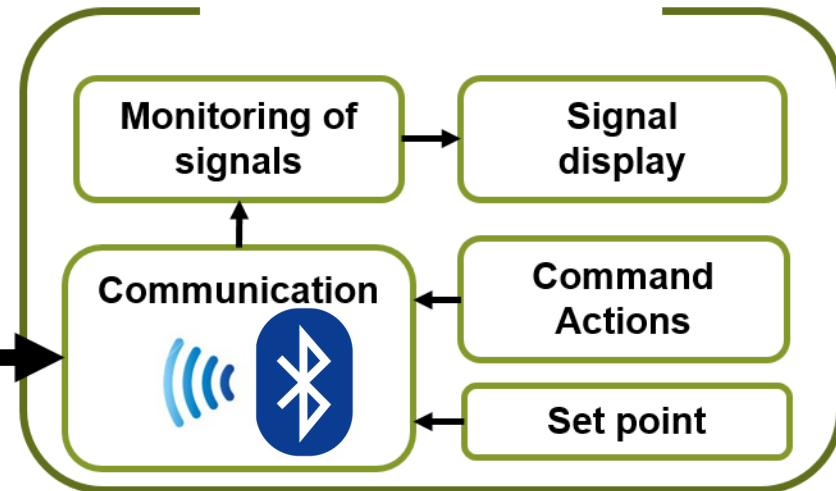 Monitoring of
signals
Signal
display
Communication
Command
Actions
Set point